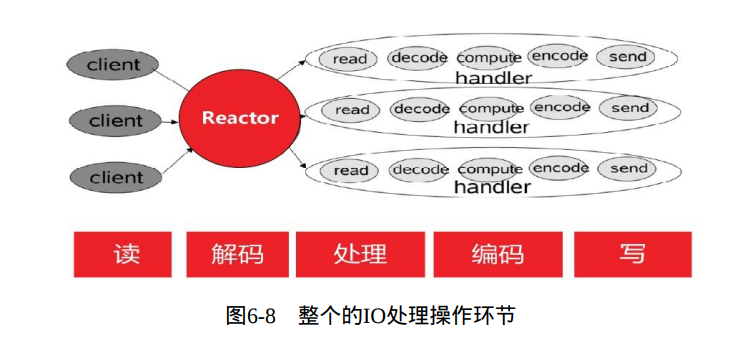 client
client
client
Reactor
read decode compute encode send
handler
read decode compute encode send
handler
read decode compute encode send
handler
读 解码 处理 编码 写
图6-8 整个的IO处理操作环节